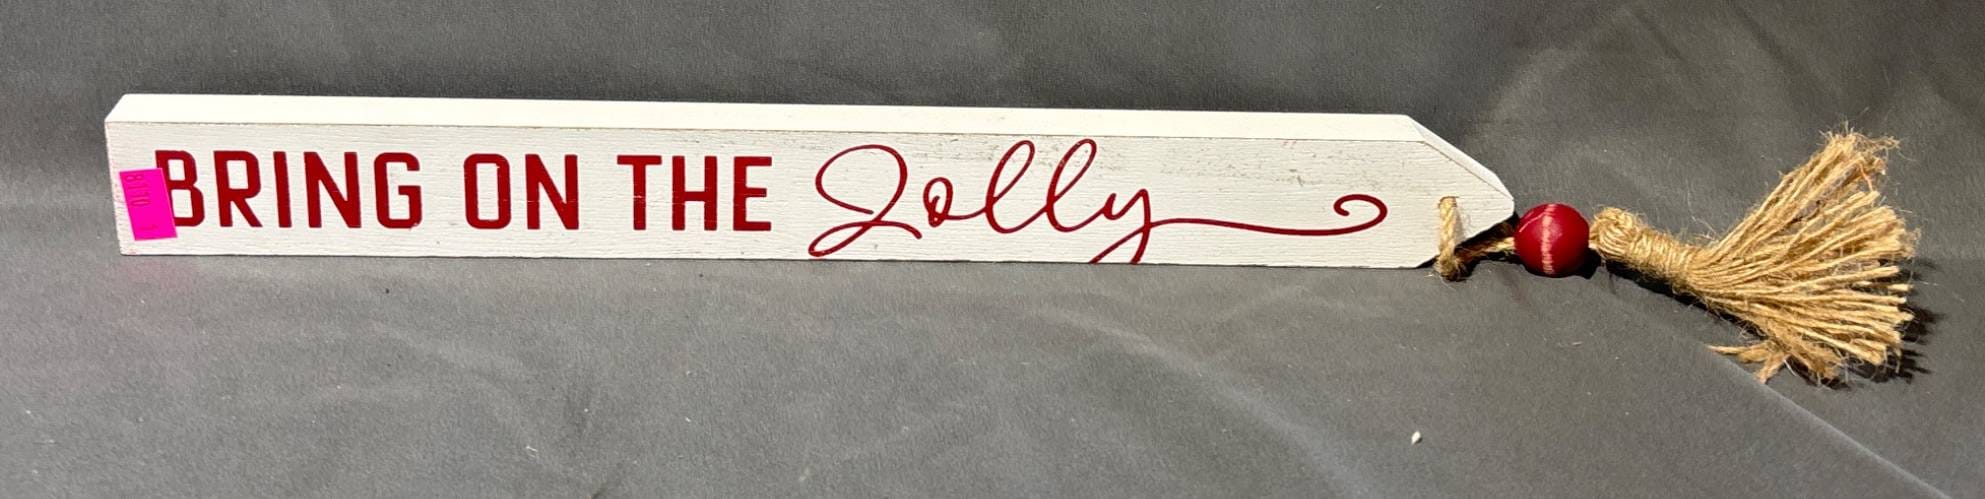 BRING ON THE Jolly